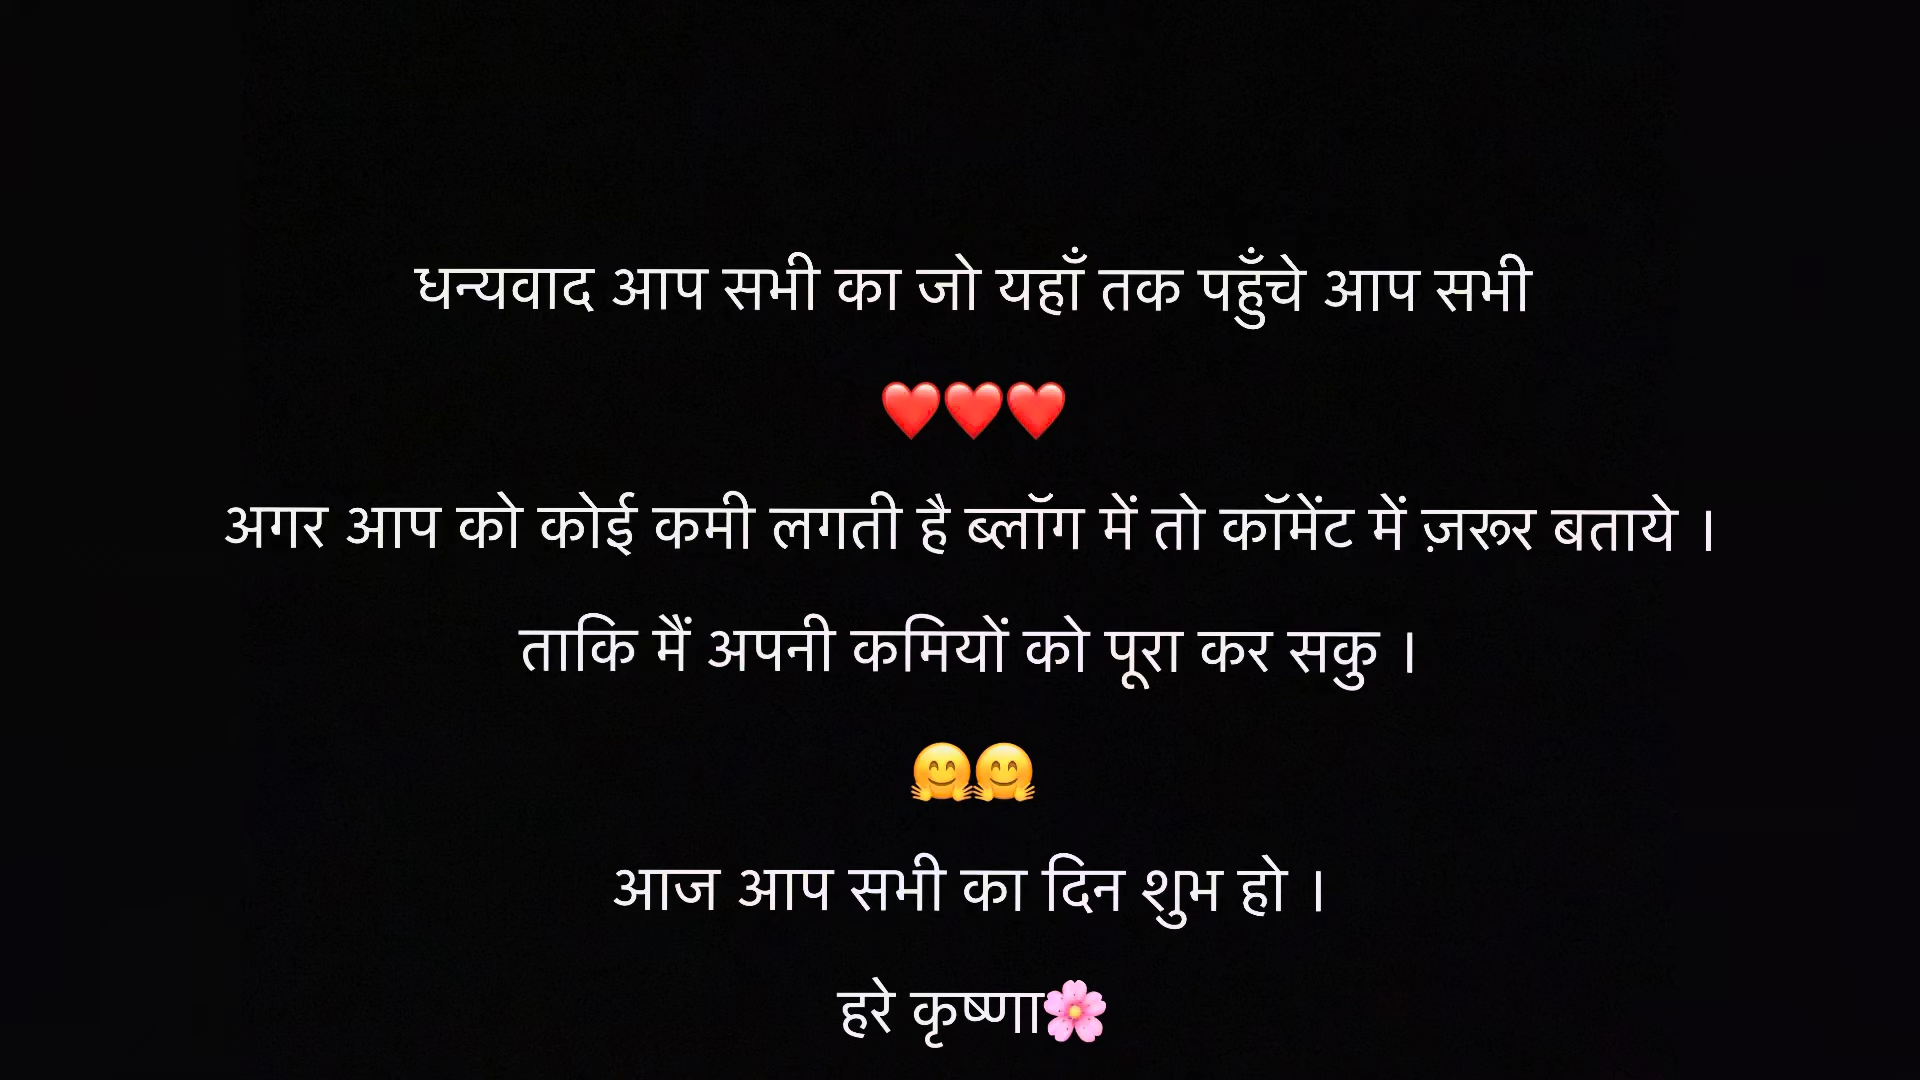 धन्यवाद आप सभी का जो यहाँ तक पहुँचे आप सभी
❤️❤️❤️
अगर आप को कोई कमी लगती है ब्लॉग में तो कॉमेंट में ज़रूर बताये ।
ताकि मैं अपनी कमियों को पूरा कर सकु ।
🤗🤗
आज आप सभी का दिन शुभ हो ।
हरे कृष्णा🌸